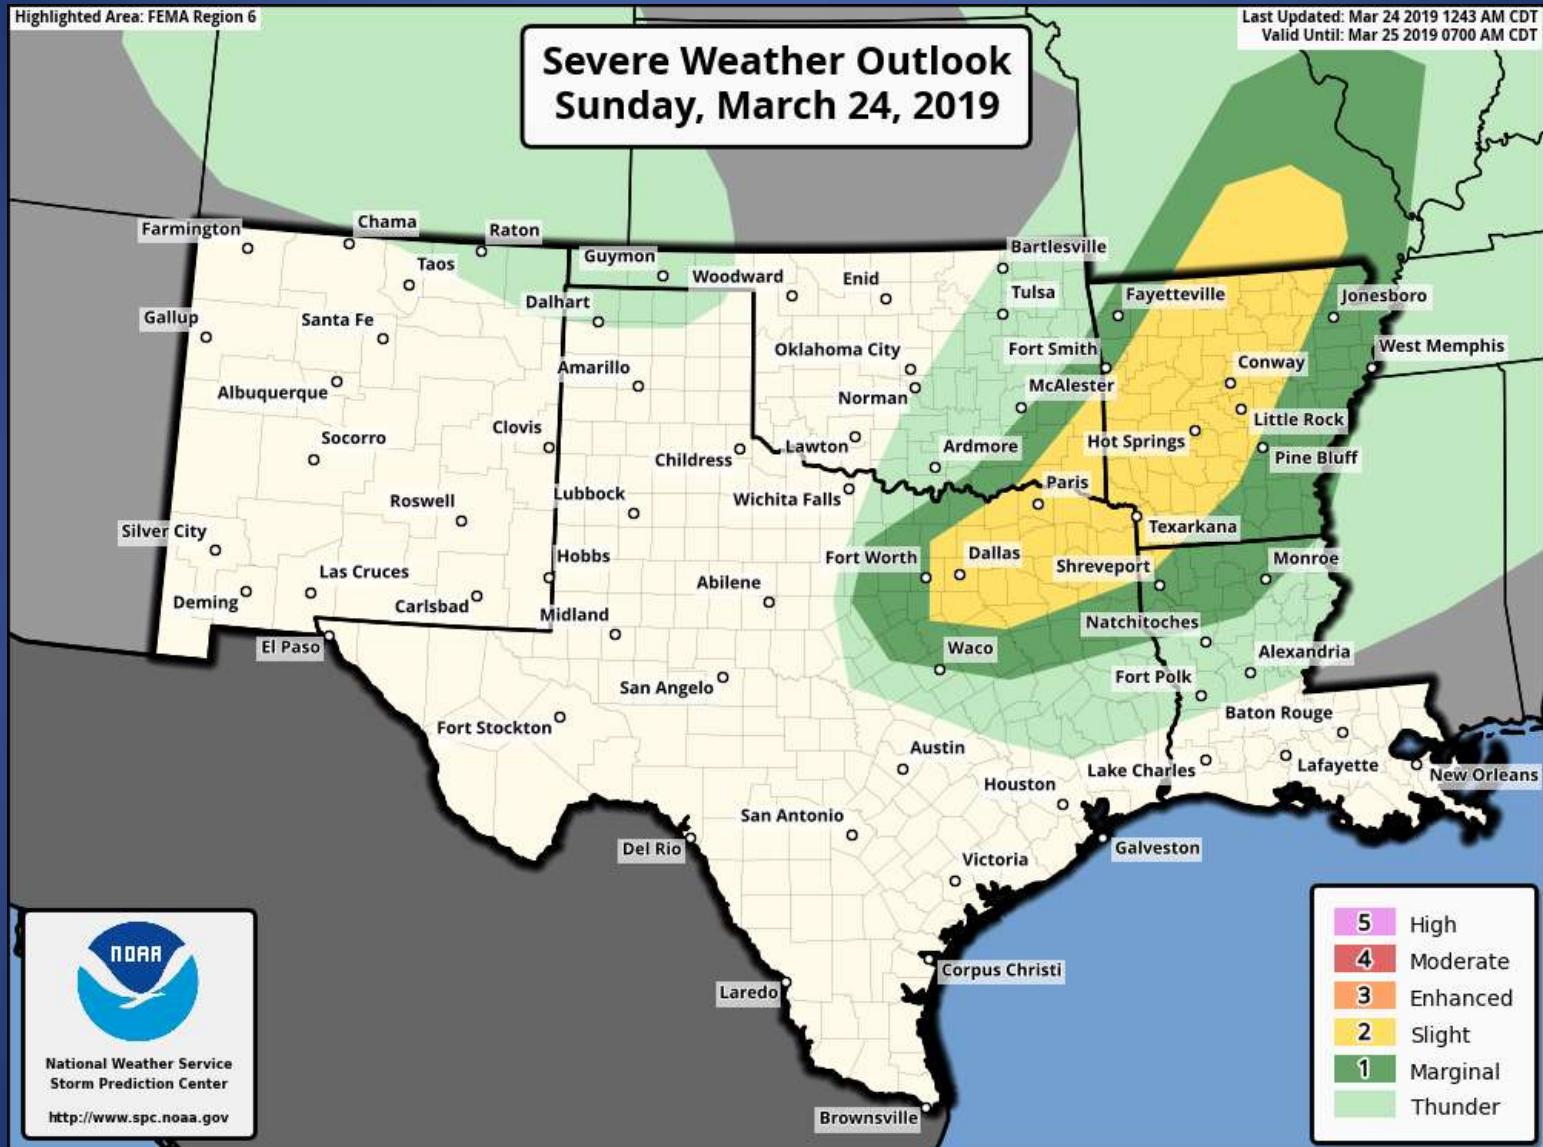 Highlighted Area: FEMA Region 6
Last Updated: Mar 24 2019 1243 AM CDT
Valid Until: Mar 25 2019 0700 AM CDT
Severe Weather Outlook
Sunday, March 24, 2019
Farmington
Chama
Raton
Taos
Guymon
Woodward
Enid
Bartlesville
Tulsa
Fayetteville
Jonesboro
Gallup
Santa Fe
Dalhart
Oklahoma City
Fort Smith
West Memphis
Albuquerque
Amarillo
Norman
McAlester
Conway
Little Rock
Socorro
Clovis
Childress
Lawton
Ardmore
Hot Springs
Pine Bluff
Roswell
Lubbock
Wichita Falls
Paris
Texarkana
Silver City
Las Cruces
Hobbs
Fort Worth
Dallas
Shreveport
Monroe
Deming
Carlsbad
Midland
Abilene
Natchitoches
El Paso
San Angelo
Waco
Fort Polk
Alexandria
Fort Stockton
Austin
Baton Rouge
Houston
Lake Charles
Lafayette
New Orleans
San Antonio
Del Rio
Victoria
Galveston
Laredo
Corpus Christi
Brownsville
NOAA
National Weather Service
Storm Prediction Center
http://www.spc.noaa.gov
5 High
4 Moderate
3 Enhanced
2 Slight
1 Marginal
Thunder